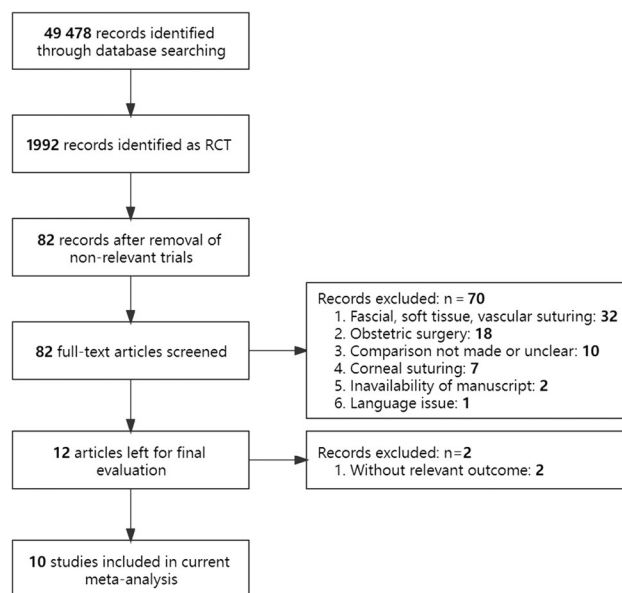 49 478 records identified
through database searching
1992 records identified as RCT
82 records after removal of
non-relevant trials
82 full-text articles screened
Records excluded: n = 70
1. Fascial, soft tissue, vascular suturing: 32
2. Obstetric surgery: 18
3. Comparison not made or unclear: 10
4. Corneal suturing: 7
5. Inavailability of manuscript: 2
6. Language issue: 1
12 articles left for final
evaluation
Records excluded: n=2
1. Without relevant outcome: 2
10 studies included in current
meta-analysis